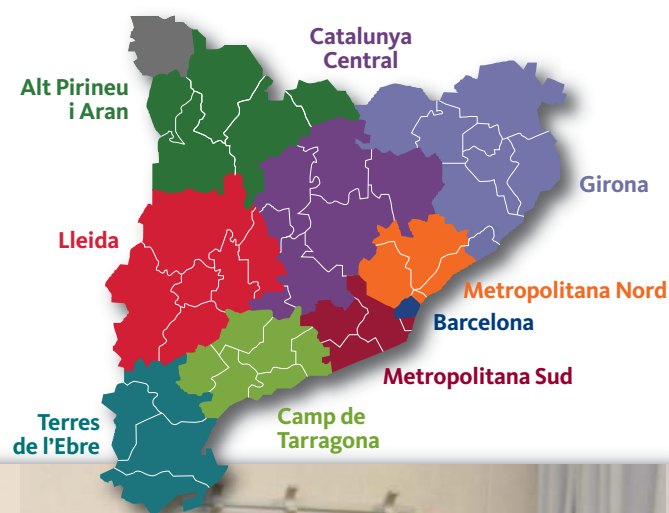 Catalunya
Central
Alt Pirineu
i Aran
Girona
Lleida
Metropolitana Nord
Barcelona
Metropolitana Sud
Camp de
Tarragona
Terres
de l'Ebre